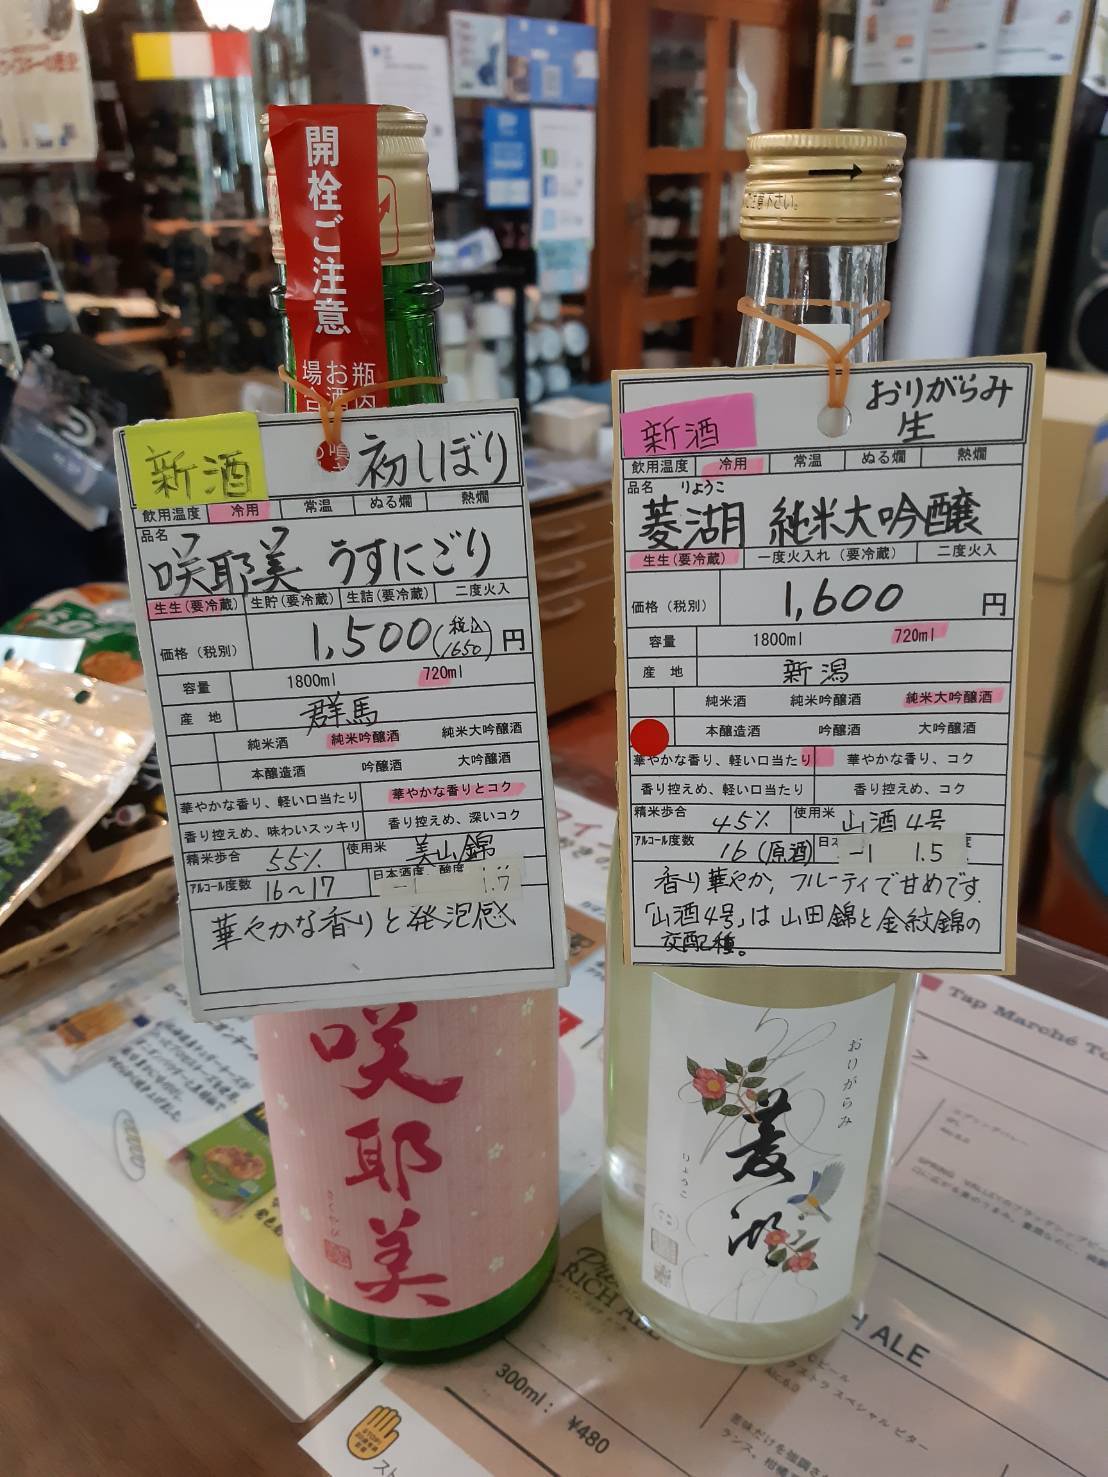 開栓ご注意
新酒
初しぼり
飲用温度 冷用 常温 ぬる燗 熱燗
品名
咲耶美 うすにごり
生生(要冷蔵) 生貯(要冷蔵) 生詰(要冷蔵) 二度火入
価格（税別） 1,500(税込1650)円
容量 1800ml 720ml
産地 群馬
純米酒 純米吟醸酒 純米大吟醸酒
本醸造酒 吟醸酒 大吟醸酒
華やかな香り、軽い口当たり 華やかな香りとコク
香り控えめ、味わいスッキリ 香り控えめ、深いコク
精米歩合 55% 使用米 美山錦
アルコール度数 16～17 日本酒度 -1 酸度 1.7
華やかな香りと発泡感
咲耶美
新酒
おりがらみ
生
飲用温度 冷用 常温 ぬる燗 熱燗
品名 りょうこ
菱湖 純米大吟醸
生生(要冷蔵) 一度火入れ(要冷蔵) 二度火入
価格（税別） 1,600 円
容量 1800ml 720ml
産地 新潟
純米酒 純米吟醸酒 純米大吟醸酒
本醸造酒 吟醸酒 大吟醸酒
華やかな香り、軽い口当たり 華やかな香り、コク
香り控えめ、軽い口当たり 香り控えめ、コク
精米歩合 45% 使用米 山酒4号
アルコール度数 16(原酒) -1 1.5
香り華やか、フルーティで甘めです。
「山酒4号」は山田錦と金紋錦の
交配種。
おりがらみ
菱湖
りょうこ
Tap Marché
RICH ALE
ALE
300ml: ¥480